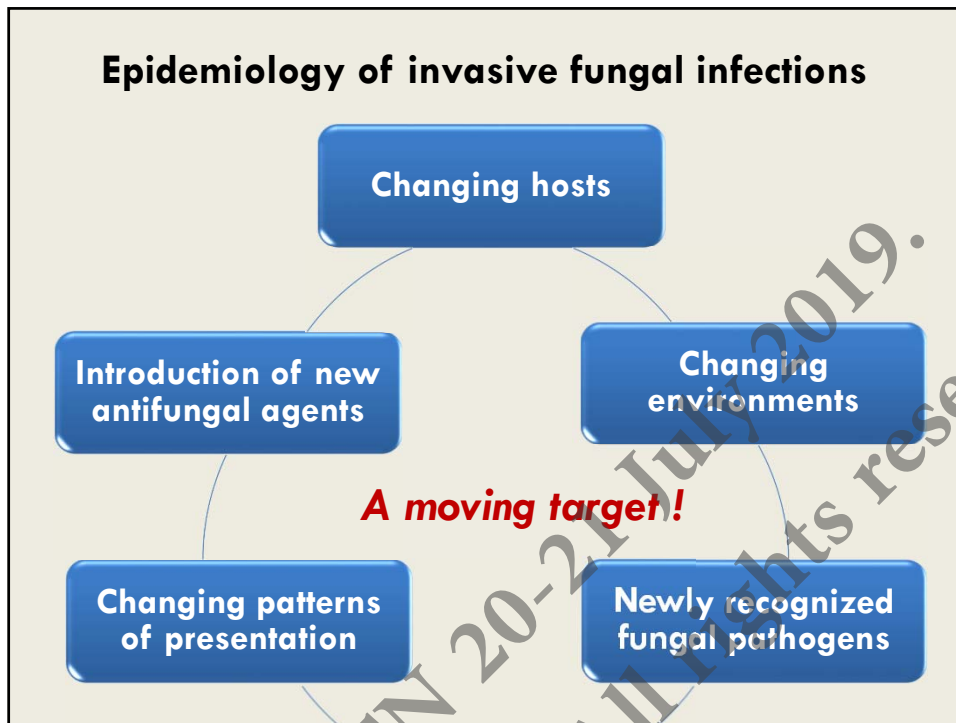 Epidemiology of invasive fungal infections
Changing hosts
Introduction of new
antifungal agents
Changing
environments
A moving target !
Changing patterns
of presentation
Newly recognized
fungal pathogens
20-21 July 2019.
All rights